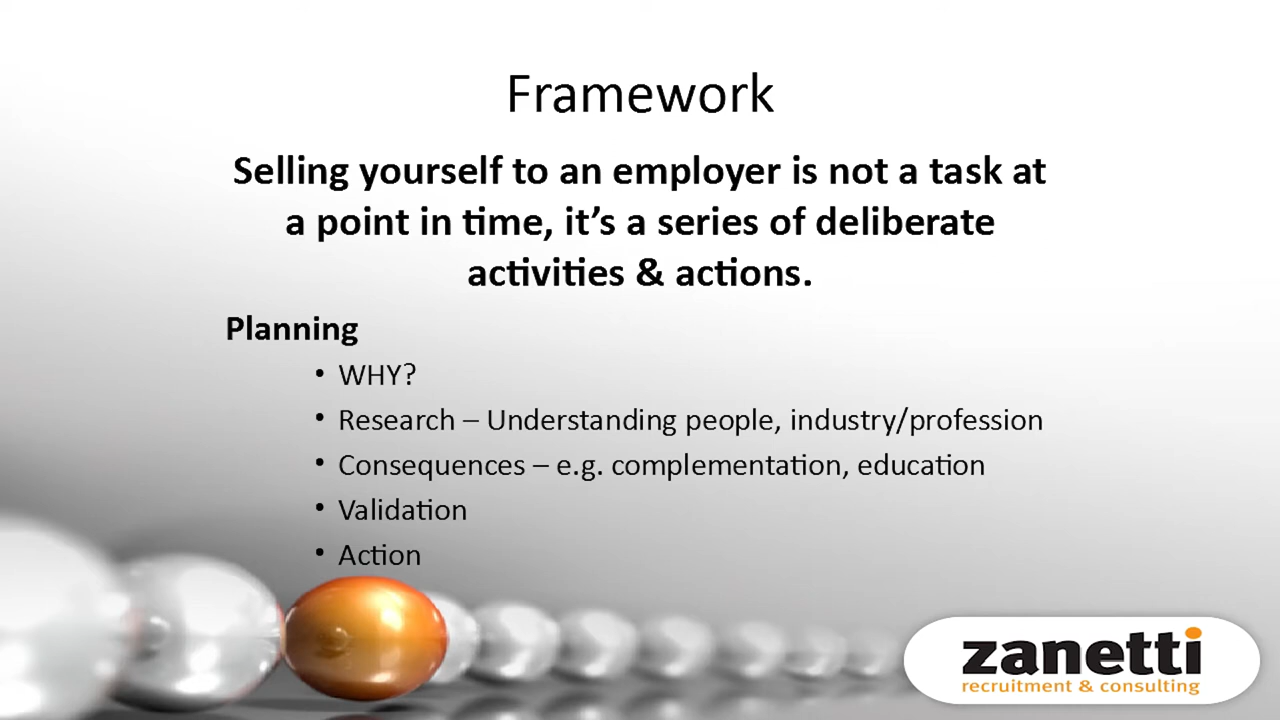 Framework
Selling yourself to an employer is not a task at
a point in time, it’s a series of deliberate
activities & actions.
Planning
• WHY?
• Research – Understanding people, industry/profession
• Consequences – e.g. complementation, education
• Validation
• Action
zanetti
recruitment & consulting